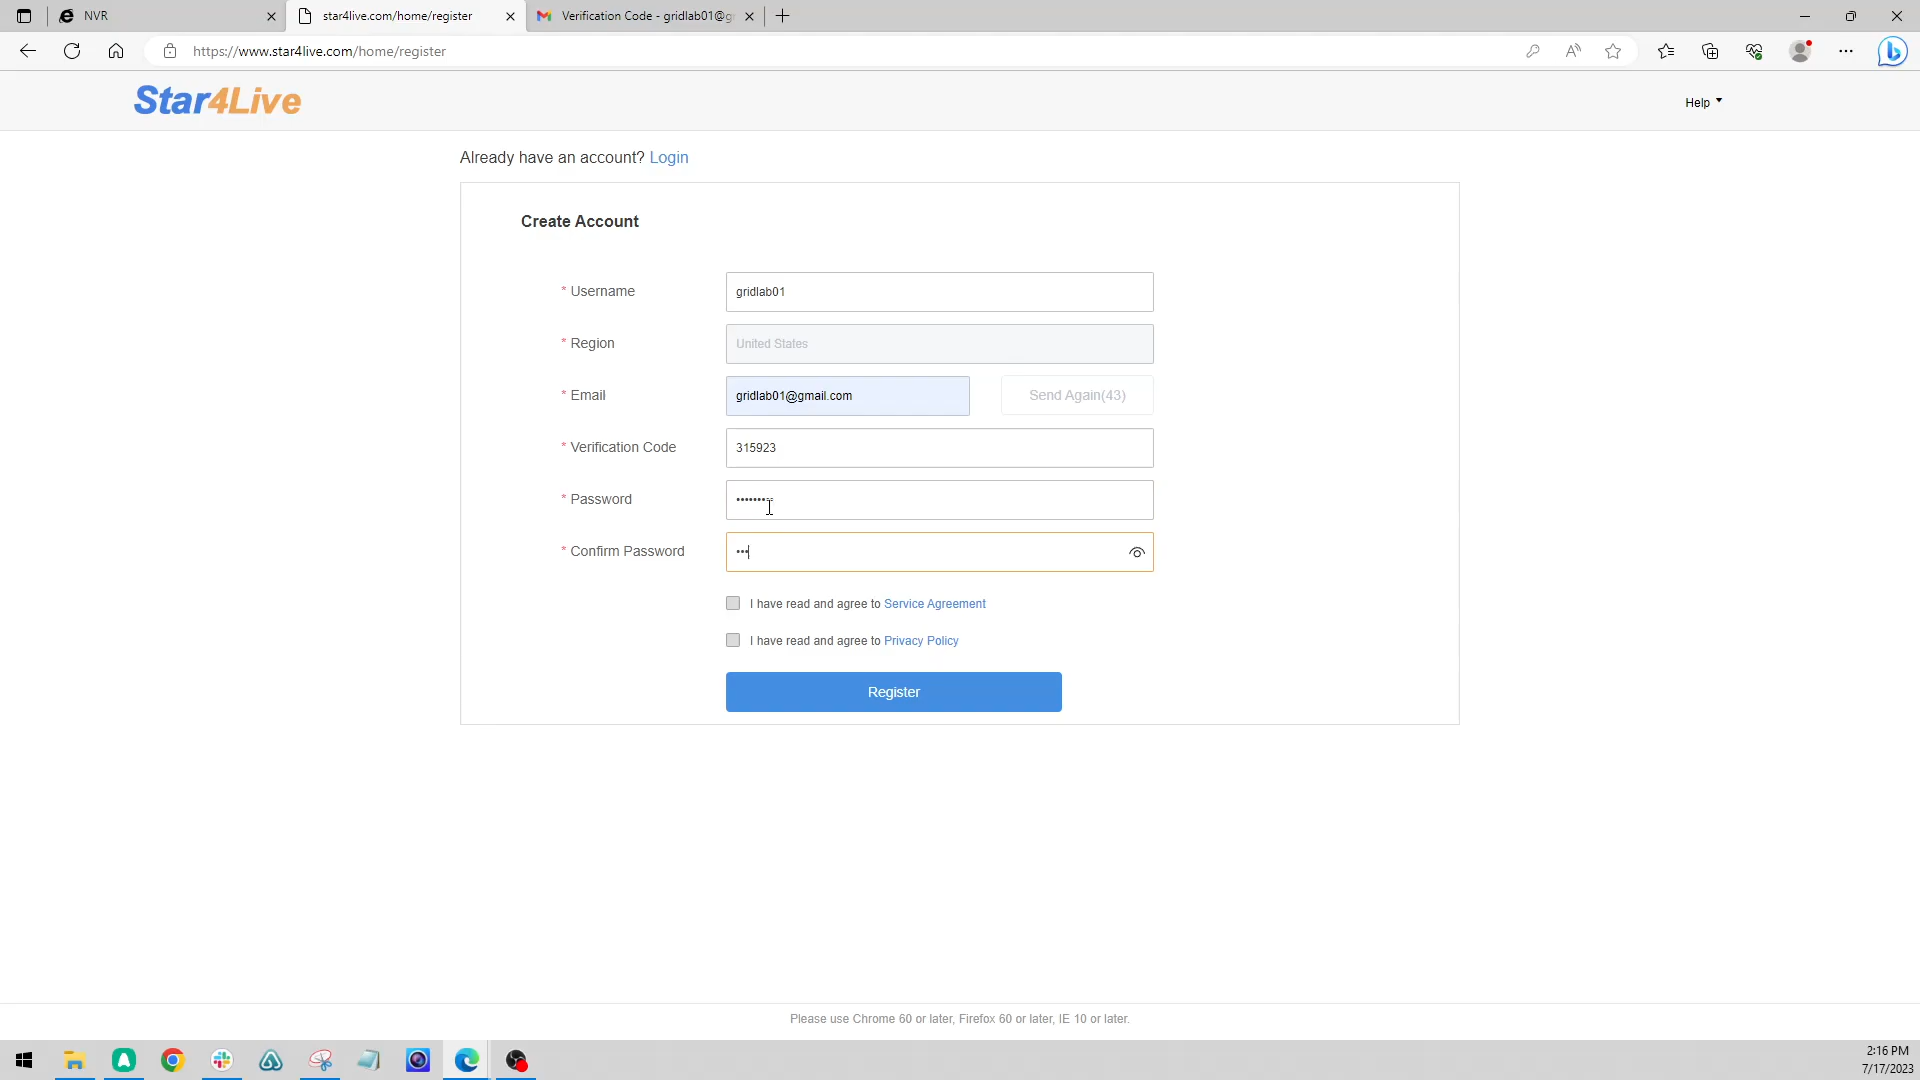 NVR
star4live.com/home/register
Verification Code - gridlab01@g
https://www.star4live.com/home/register
Star4Live
Help
Already have an account? Login
Create Account
* Username
gridlab01
* Region
United States
* Email
gridlab01@gmail.com
Send Again(43)
* Verification Code
315923
* Password
* Confirm Password
I have read and agree to Service Agreement
I have read and agree to Privacy Policy
Register
Please use Chrome 60 or later, Firefox 60 or later, IE 10 or later.
2:16 PM
7/17/2023